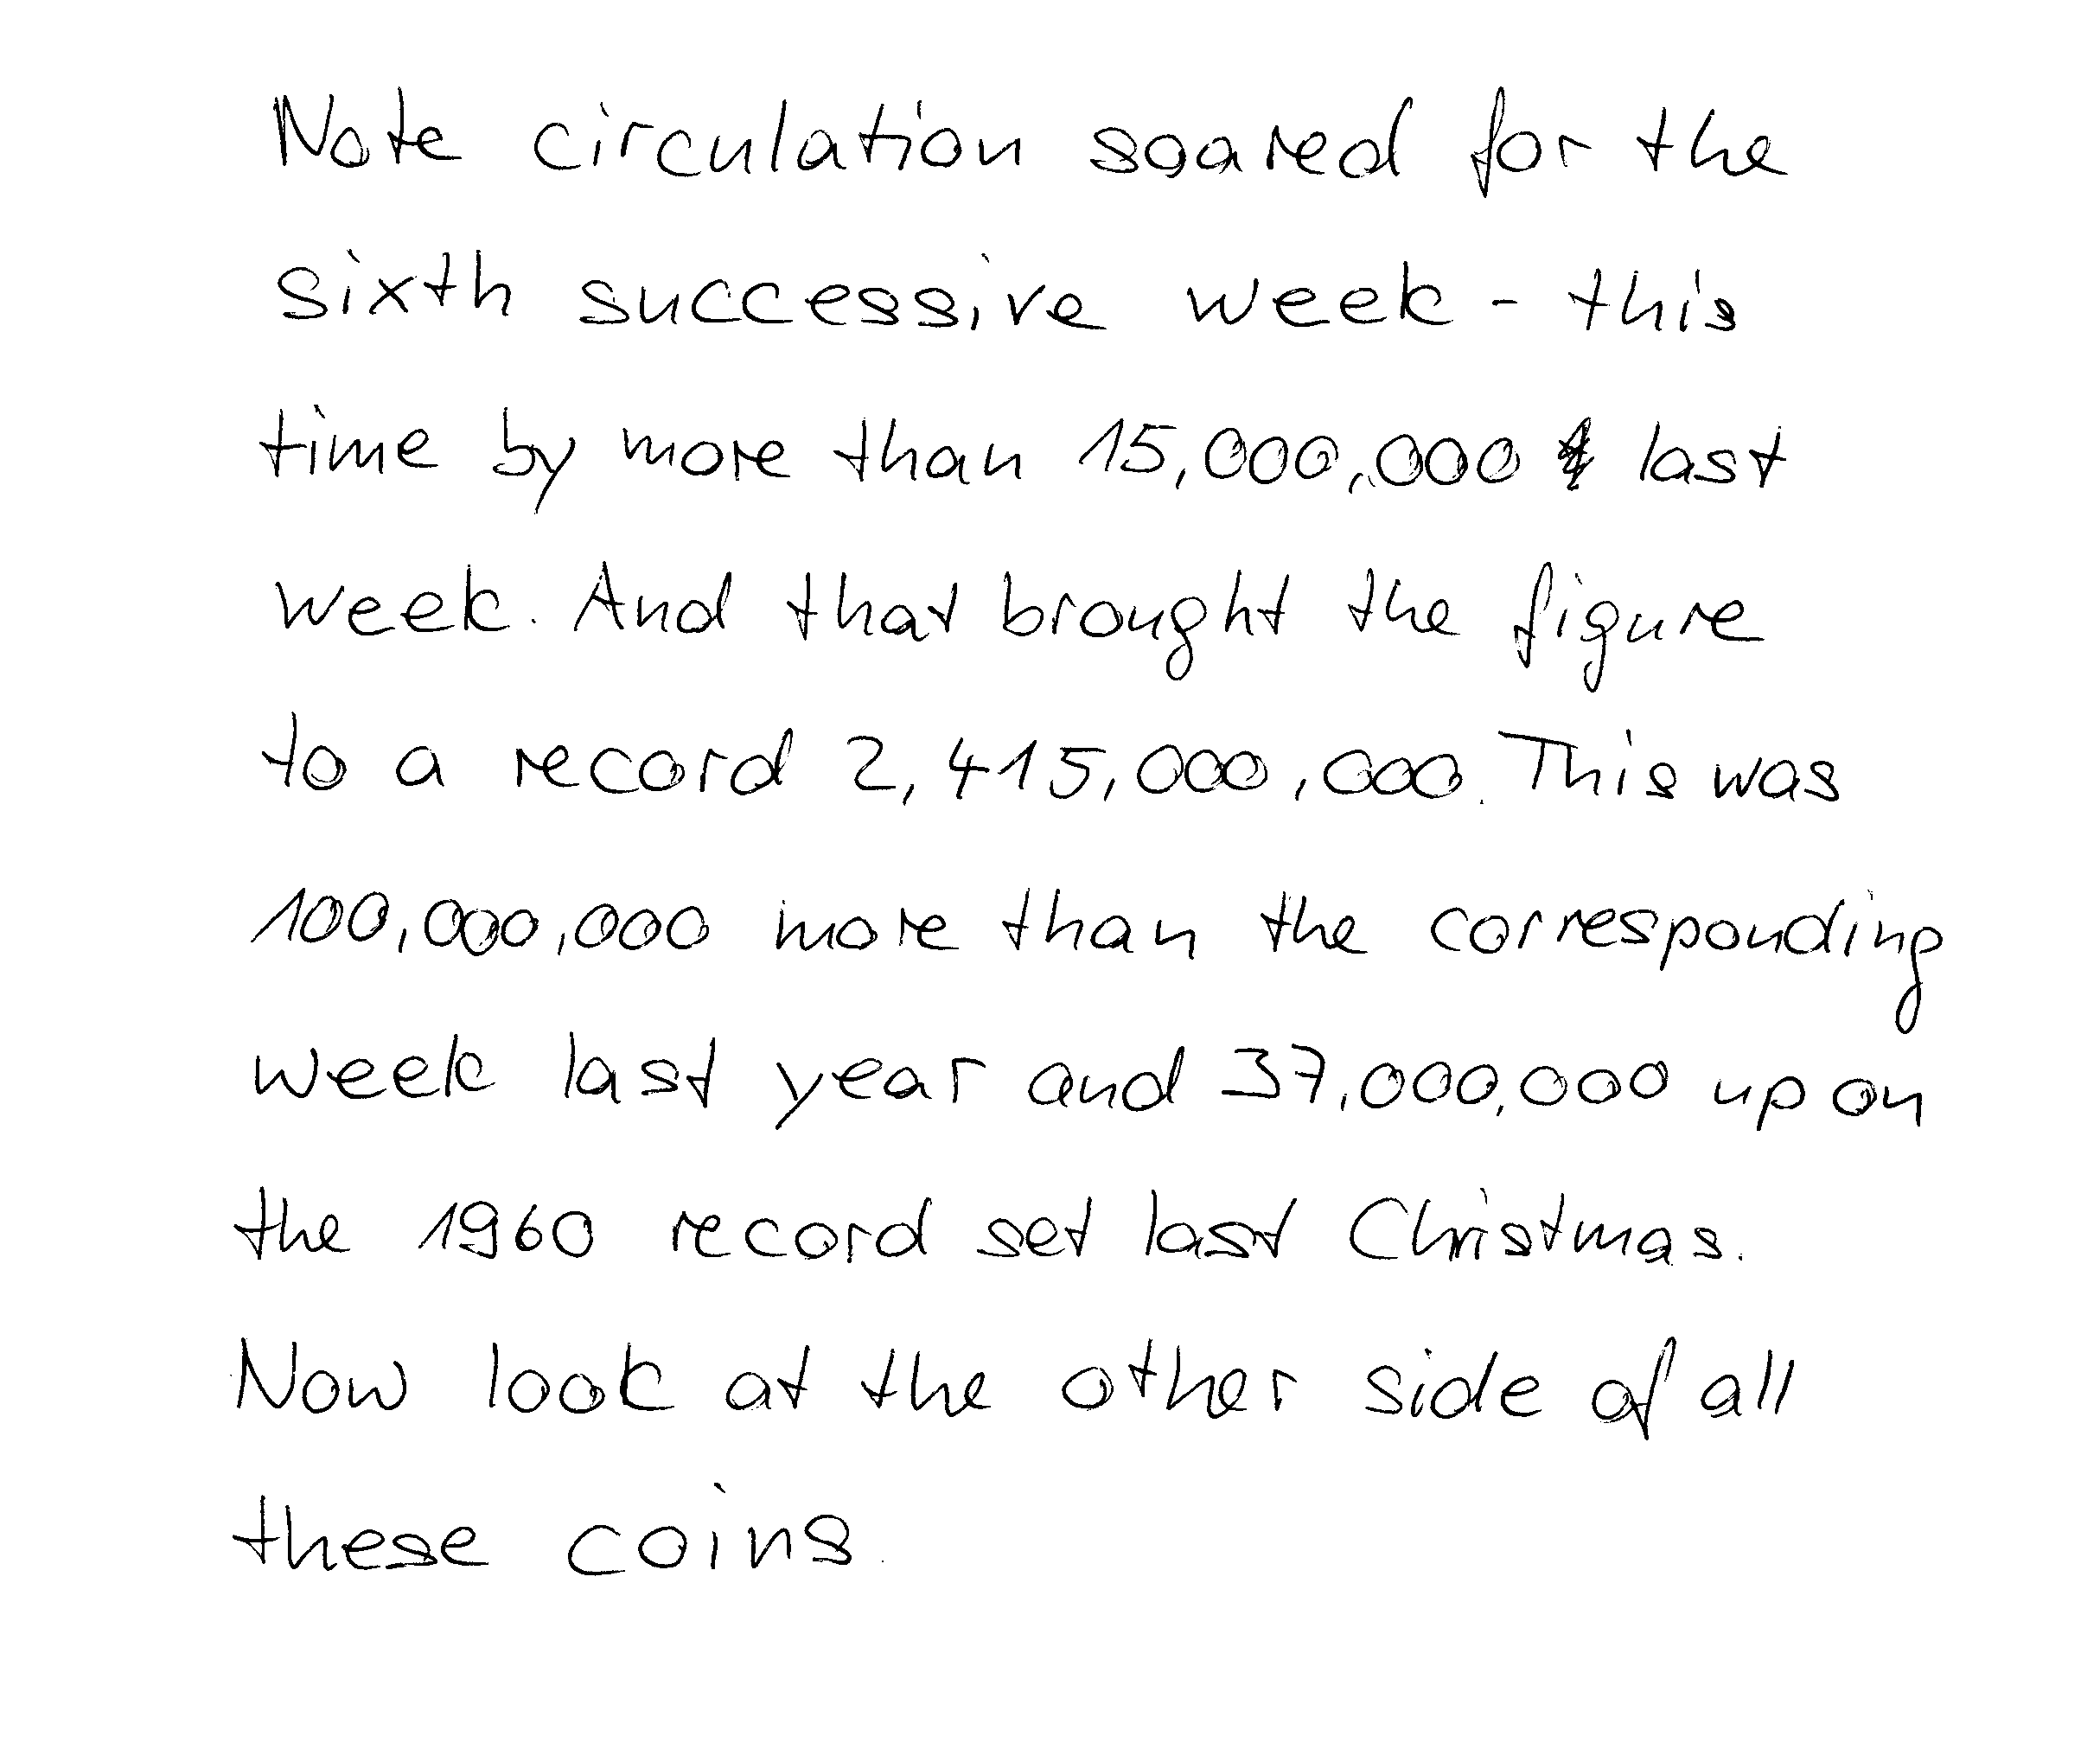 Note circulation soared for the
sixth successive week - this
time by more than 15,000,000 last
week. And that brought the figure
to a record 2,415,000,000. This was
100,000,000 more than the corresponding
week last year and 37,000,000 up on
the 1960 record set last Christmas.
Now look at the other side of all
these coins.